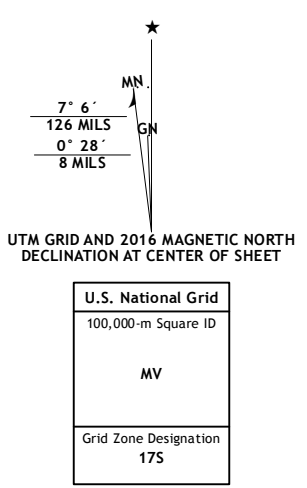 ★
MN
7° 6´
126 MILS
GN
0° 28´
8 MILS
UTM GRID AND 2016 MAGNETIC NORTH
DECLINATION AT CENTER OF SHEET
U.S. National Grid
100,000-m Square ID
MV
Grid Zone Designation
17S